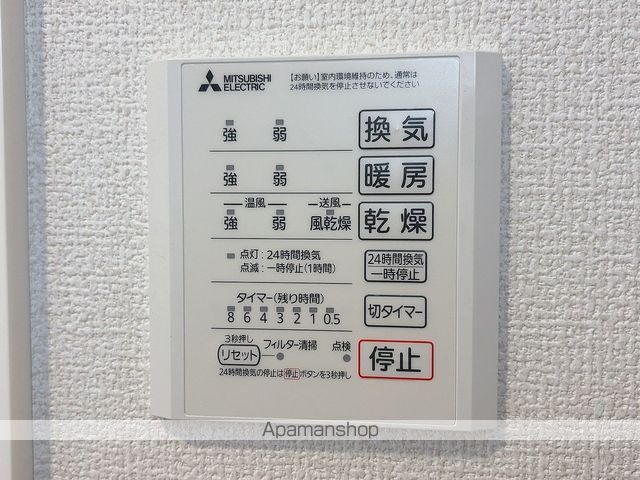 MITSUBISHI
ELECTRIC
【お願い】室内環境維持のため、通常は
24時間換気を停止させないでください
強 弱 換気
強 弱 暖房
温風 送風
強 弱 風乾燥 乾燥
点灯：24時間換気
点滅：一時停止(1時間)
24時間換気
一時停止
タイマー(残り時間)
8 6 4 3 2 1 0.5
切タイマー
3秒押し
リセット フィルター清掃 点検
停止
24時間換気の停止は停止ボタンを3秒押し
Apamanshop